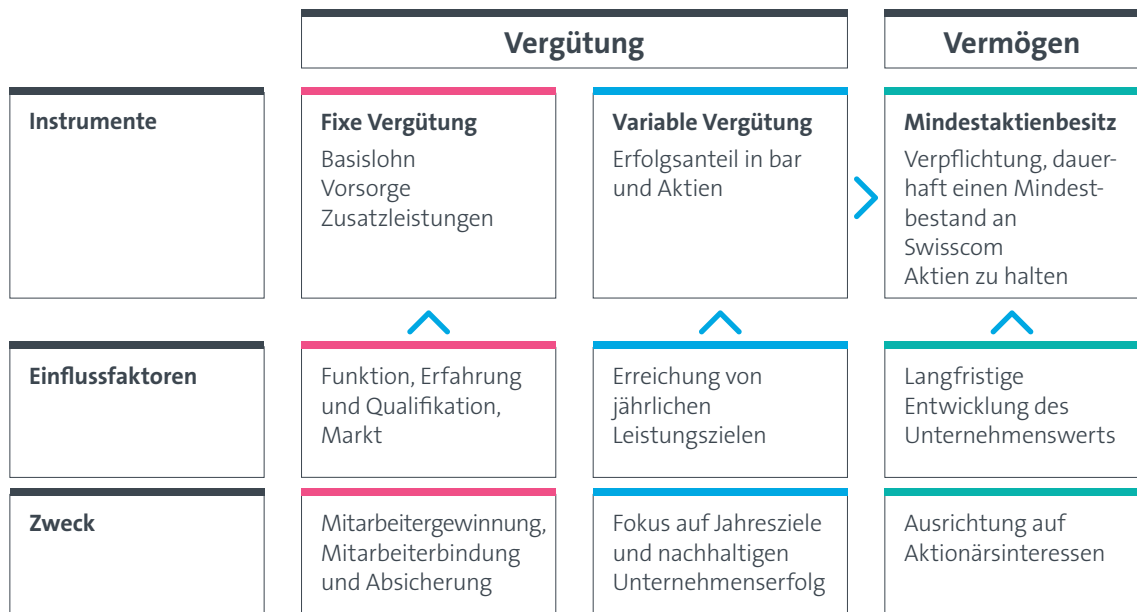 Vergütung
Vermögen
Instrumente
Fixe Vergütung
Basislohn
Vorsorge
Zusatzleistungen
Variable Vergütung
Erfolgsanteil in bar
und Aktien
Mindestaktienbesitz
Verpflichtung, dauer-
haft einen Mindest-
bestand an
Swisscom
Aktien zu halten
Einflussfaktoren
Funktion, Erfahrung
und Qualifikation,
Markt
Erreichung von
jährlichen
Leistungszielen
Langfristige
Entwicklung des
Unternehmenswerts
Zweck
Mitarbeitergewinnung,
Mitarbeiterbindung
und Absicherung
Fokus auf Jahresziele
und nachhaltigen
Unternehmenserfolg
Ausrichtung auf
Aktionärsinteressen